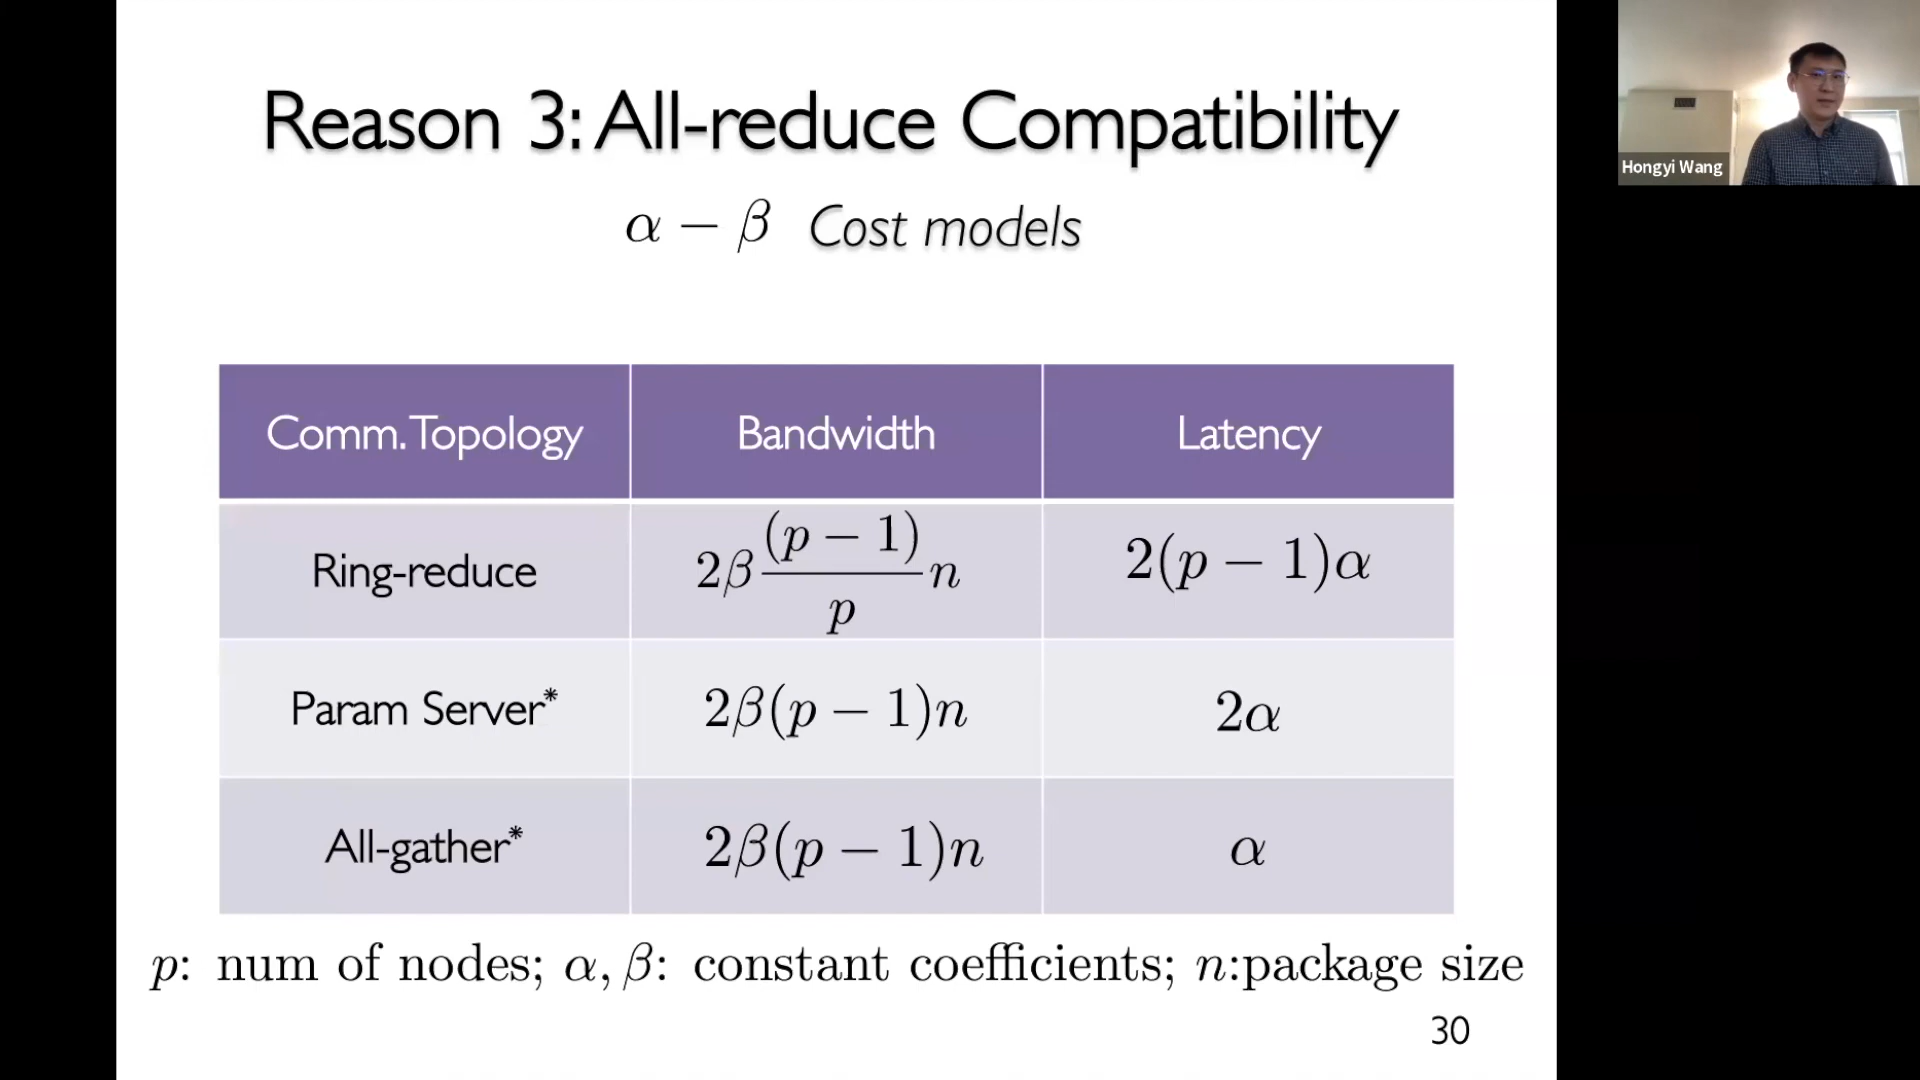 Reason 3: All-reduce Compatibility
α − β Cost models
Hongyi Wang
Comm. Topology Bandwidth Latency
Ring-reduce 2β (p − 1)/p n 2(p − 1)α
Param Server* 2β(p − 1)n 2α
All-gather* 2β(p − 1)n α
p: num of nodes; α, β: constant coefficients; n:package size
30